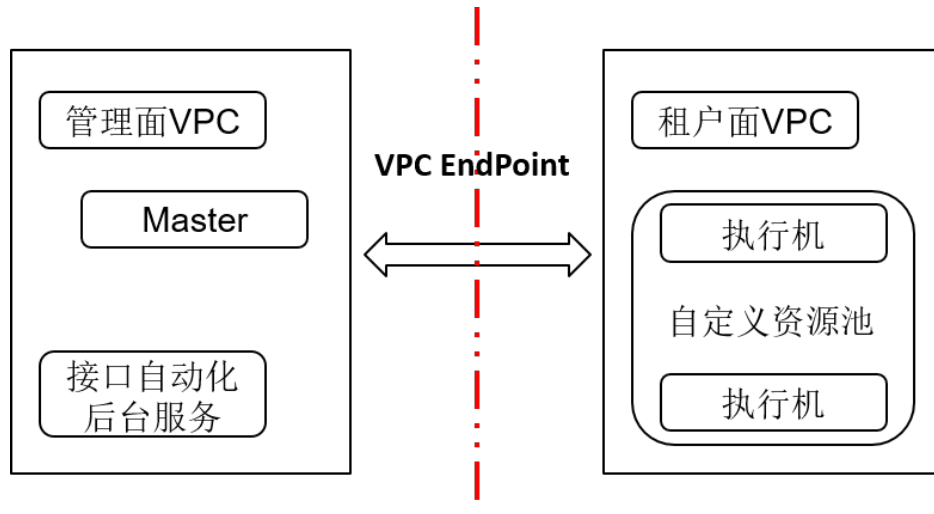 管理面VPC
Master
接口自动化
后台服务
VPC EndPoint
租户面VPC
执行机
自定义资源池
执行机